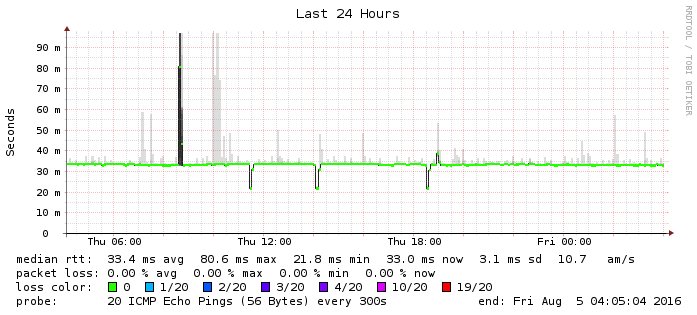 Last 24 Hours
RRDTOOL / TOBI OETIKER
Seconds
90 m
80 m
70 m
60 m
50 m
40 m
30 m
20 m
10 m
0
Thu 06:00 Thu 12:00 Thu 18:00 Fri 00:00
median rtt: 33.4 ms avg 80.6 ms max 21.8 ms min 33.0 ms now 3.1 ms sd 10.7 am/s
packet loss: 0.00 % avg 0.00 % max 0.00 % min 0.00 % now
loss color: 0 1/20 2/20 3/20 4/20 10/20 19/20
probe: 20 ICMP Echo Pings (56 Bytes) every 300s end: Fri Aug 5 04:05:04 2016